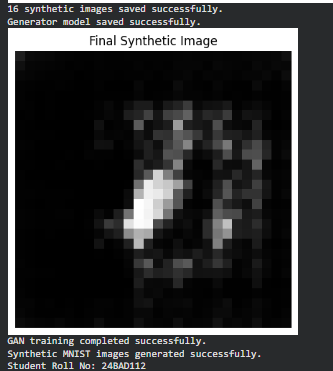 16 synthetic images saved successfully.
Generator model saved successfully.
Final Synthetic Image
GAN training completed successfully.
Synthetic MNIST images generated successfully.
Student Roll No: 24BAD112